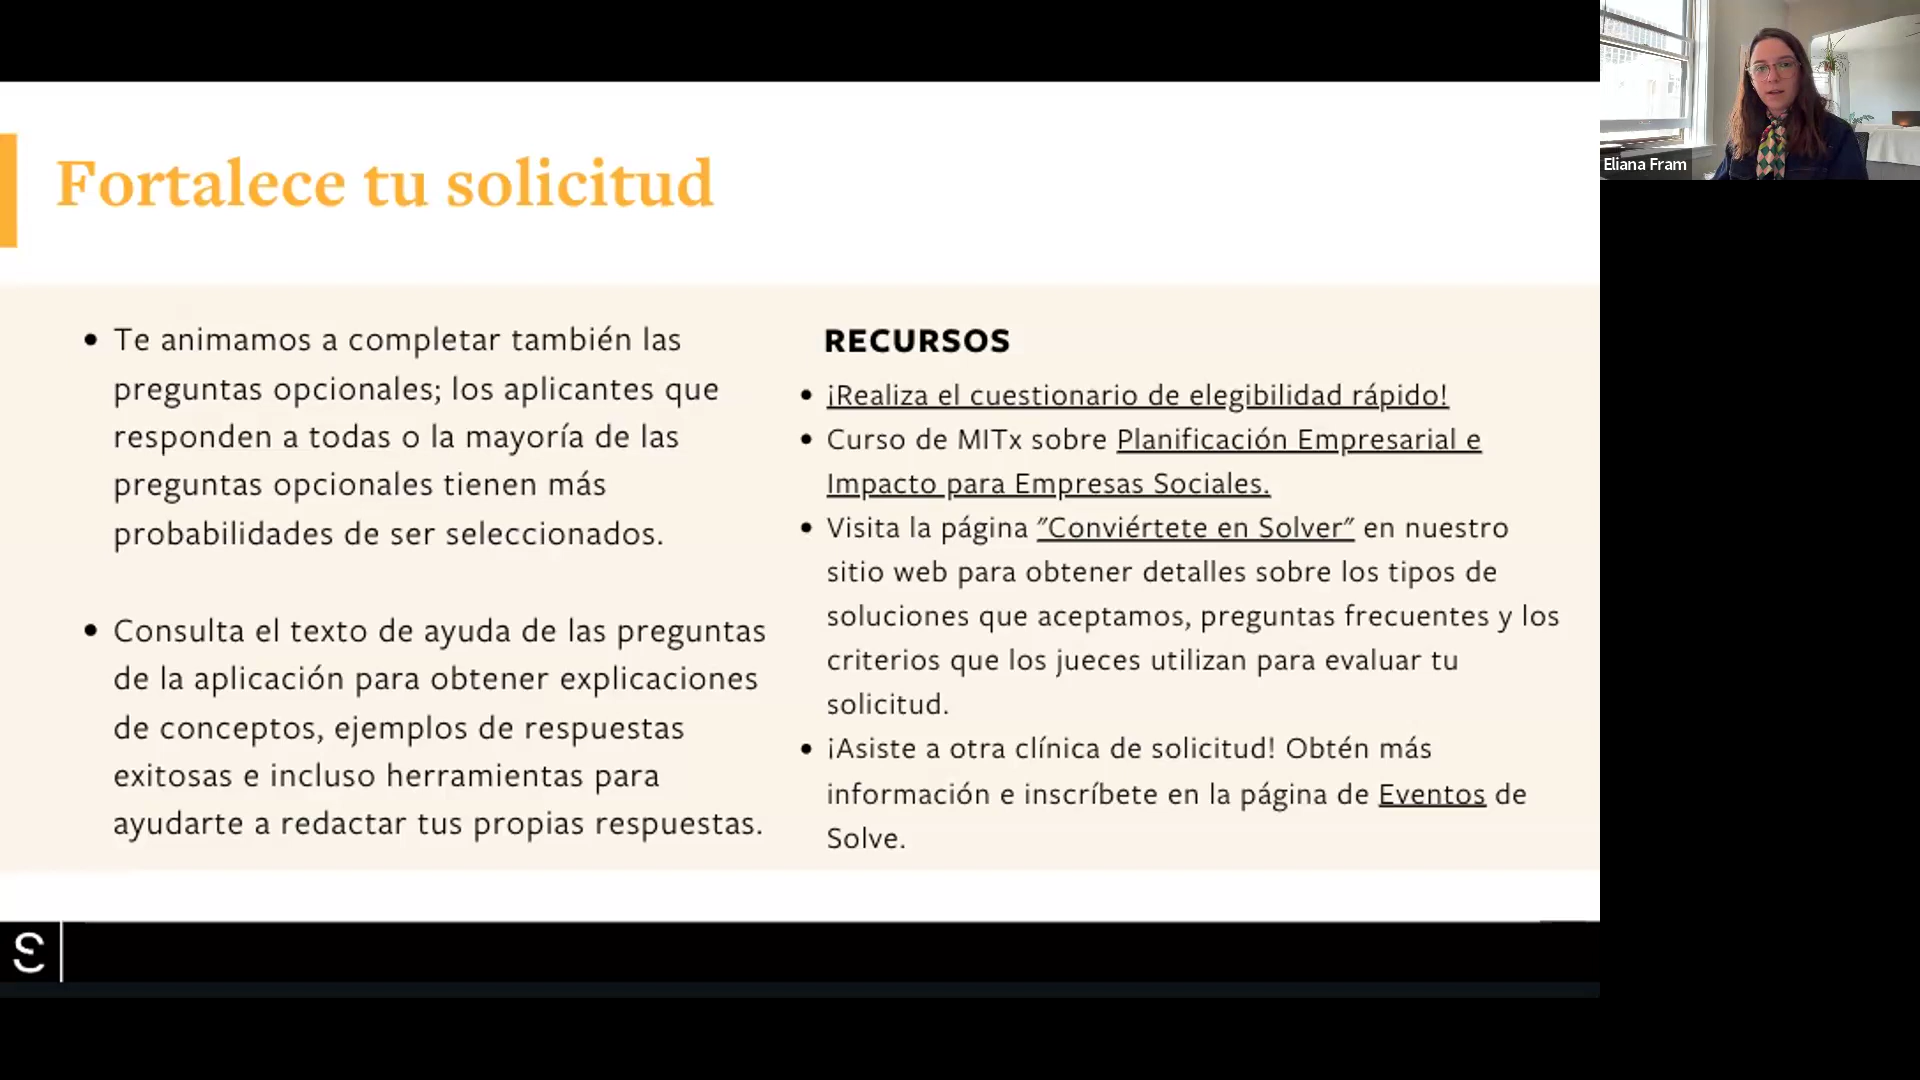 Fortalece tu solicitud
Te animamos a completar también las
preguntas opcionales; los aplicantes que
responden a todas o la mayoría de las
preguntas opcionales tienen más
probabilidades de ser seleccionados.
Consulta el texto de ayuda de las preguntas
de la aplicación para obtener explicaciones
de conceptos, ejemplos de respuestas
exitosas e incluso herramientas para
ayudarte a redactar tus propias respuestas.
RECURSOS
¡Realiza el cuestionario de elegibilidad rápido!
Curso de MITx sobre Planificación Empresarial e
Impacto para Empresas Sociales.
Visita la página "Conviértete en Solver" en nuestro
sitio web para obtener detalles sobre los tipos de
soluciones que aceptamos, preguntas frecuentes y los
criterios que los jueces utilizan para evaluar tu
solicitud.
¡Asiste a otra clínica de solicitud! Obtén más
información e inscríbete en la página de Eventos de
Solve.
Eliana Fram